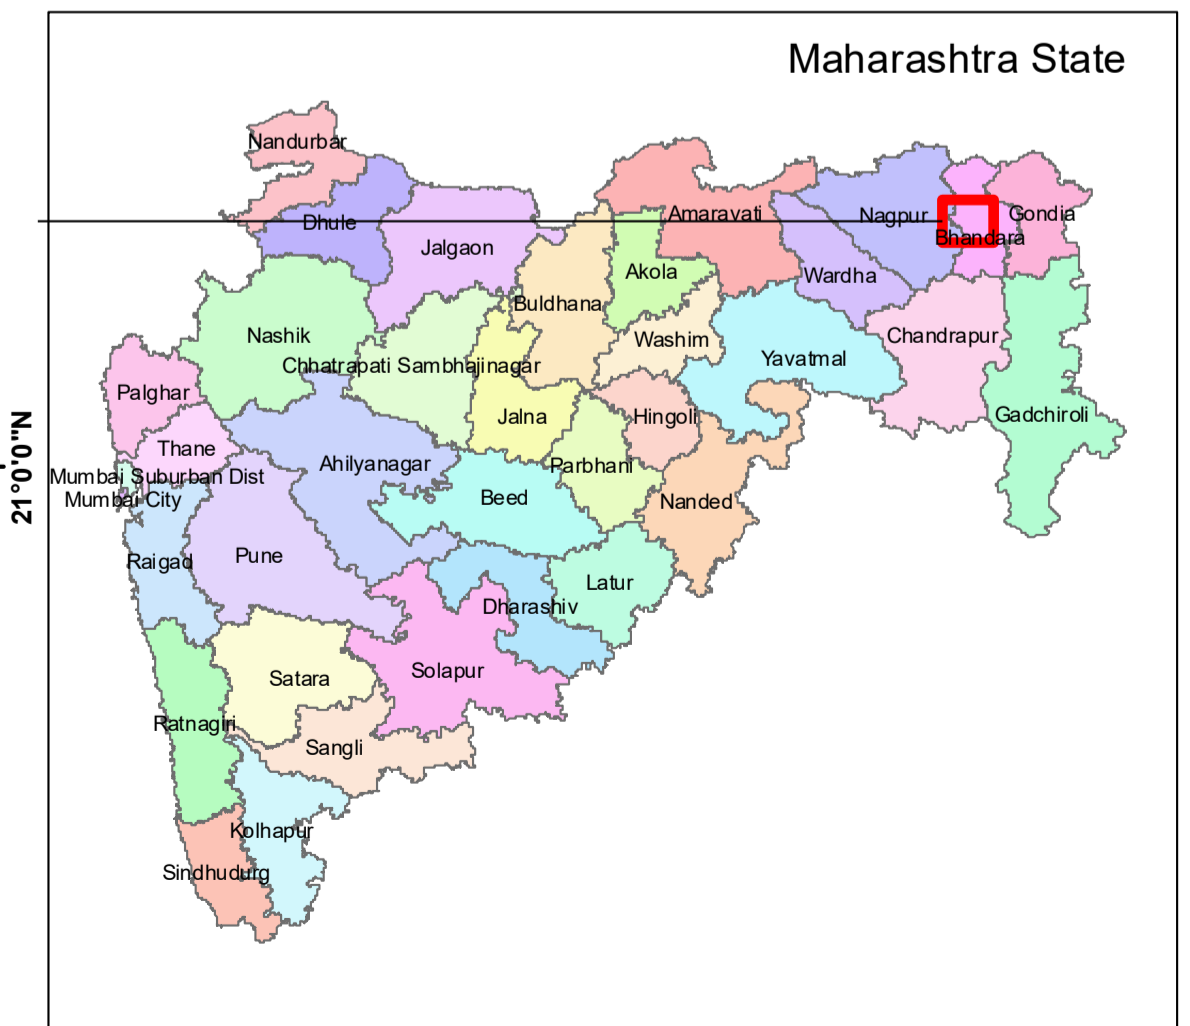 Maharashtra State
Nandurbar
Dhule
Jalgaon
Amaravati
Nagpur
Gondia
Bhandara
Akola
Wardha
Buldhana
Nashik
Washim
Chandrapur
Chhatrapati Sambhajinagar
Yavatmal
Palghar
Jalna
Hingoli
Gadchiroli
Thane
Ahilyanagar
Parbhani
Mumbai Suburban Dist
Mumbai City
Beed
Nanded
Raigad
Pune
Latur
Dharashiv
Satara
Solapur
Ratnagiri
Sangli
Kolhapur
Sindhudurg
21°0'0"N